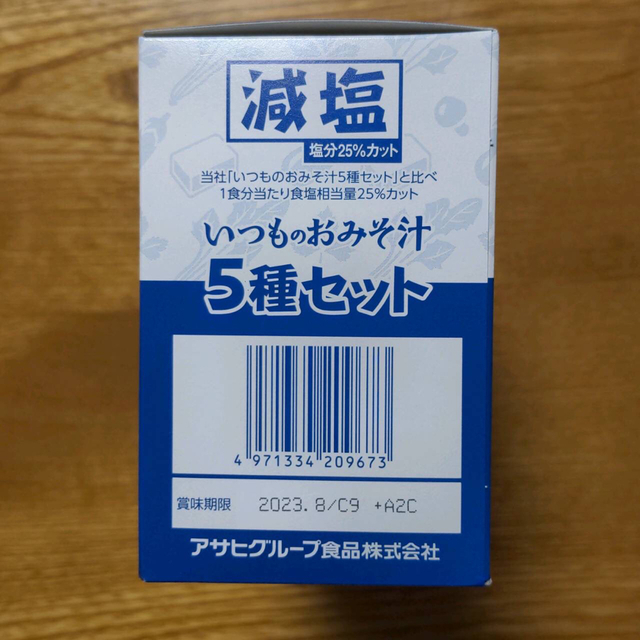 減塩
塩分25%カット
当社「いつものおみそ汁5種セット」と比べ
1食分当たり食塩相当量25%カット
いつものおみそ汁
5種セット
4 971334 209673
賞味期限 2023.8/C9 +A2C
アサヒグループ食品株式会社